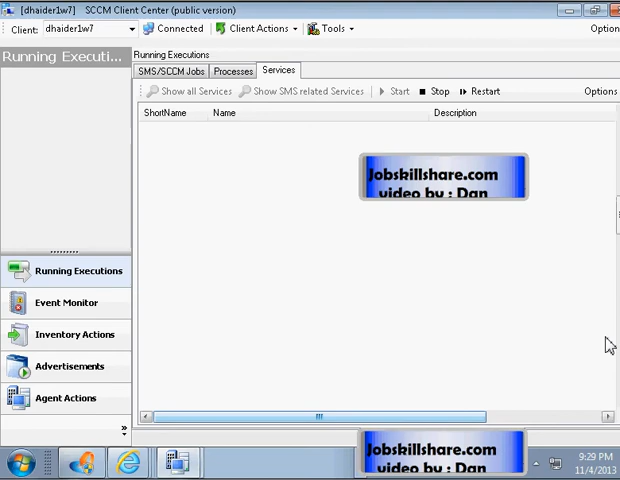 [dhaider1w7] SCCM Client Center (public version)
Client: dhaider1w7 Connected Client Actions Tools Option
Running Executi...
Running Executions
SMS/SCCM Jobs Processes Services
Show all Services Show SMS related Services Start Stop Restart Options
ShortName Name Description
Jobskillshare.com
video by : Dan
Running Executions
Event Monitor
Inventory Actions
Advertisements
Agent Actions
Jobskillshare.com
video by : Dan
9:29 PM
11/4/2013